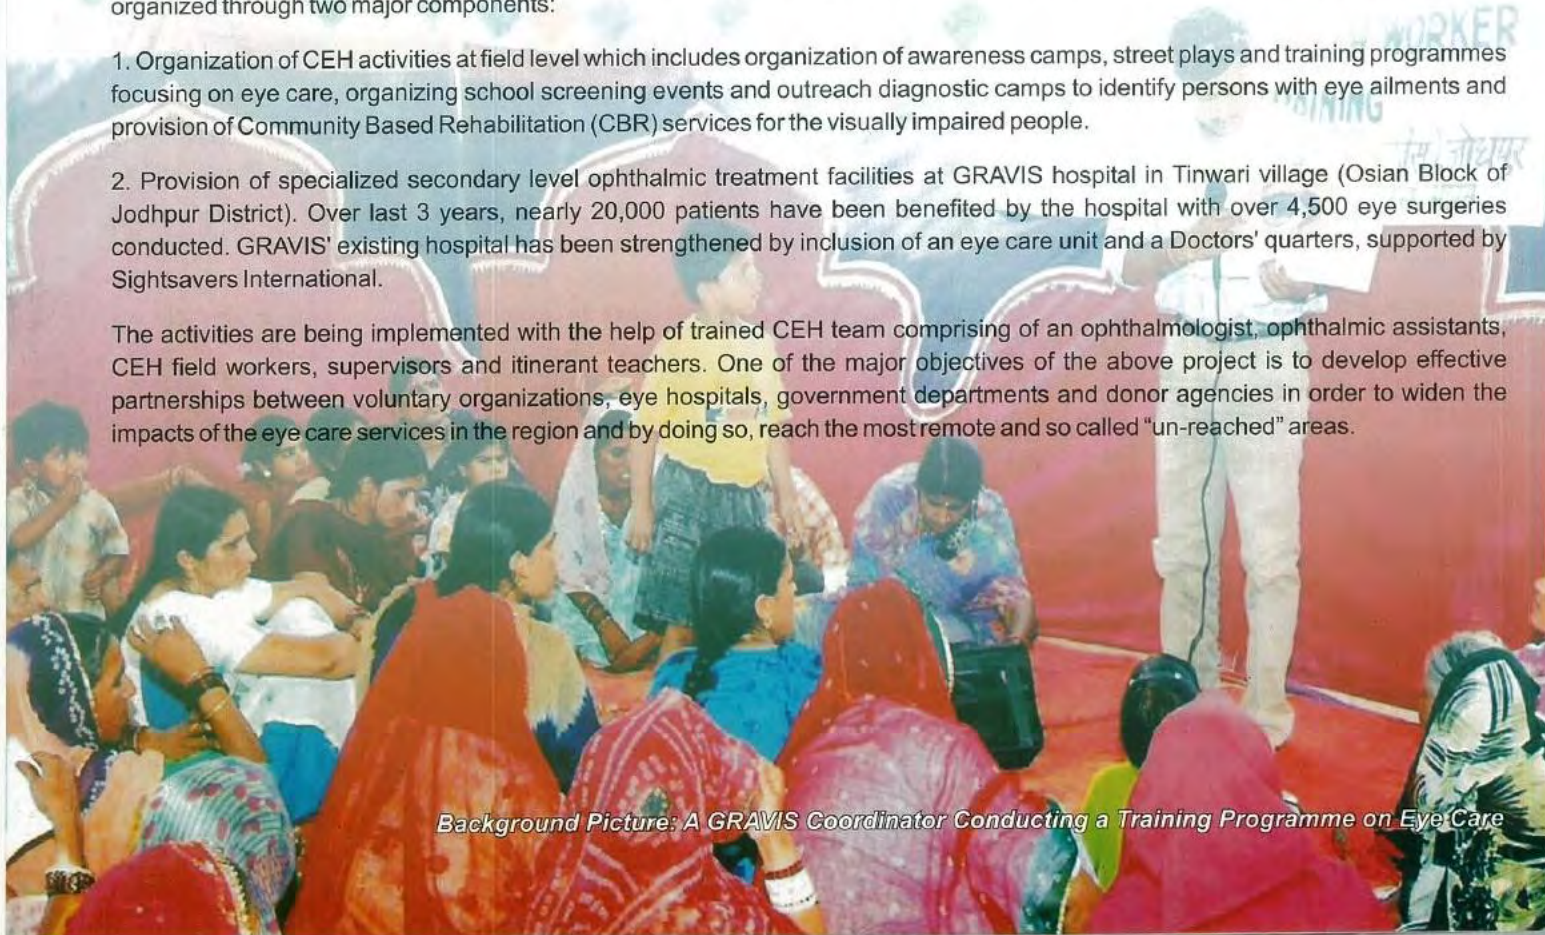 organized through two major components:
1. Organization of CEH activities at field level which includes organization of awareness camps, street plays and training programmes
focusing on eye care, organizing school screening events and outreach diagnostic camps to identify persons with eye ailments and
provision of Community Based Rehabilitation (CBR) services for the visually impaired people.
2. Provision of specialized secondary level ophthalmic treatment facilities at GRAVIS hospital in Tinwari village (Osian Block of
Jodhpur District). Over last 3 years, nearly 20,000 patients have been benefited by the hospital with over 4,500 eye surgeries
conducted. GRAVIS' existing hospital has been strengthened by inclusion of an eye care unit and a Doctors' quarters, supported by
Sightsavers International.
The activities are being implemented with the help of trained CEH team comprising of an ophthalmologist, ophthalmic assistants,
CEH field workers, supervisors and itinerant teachers. One of the major objectives of the above project is to develop effective
partnerships between voluntary organizations, eye hospitals, government departments and donor agencies in order to widen the
impacts of the eye care services in the region and by doing so, reach the most remote and so called "un-reached" areas.
WORKER
जोधपुर
Background Picture: A GRAVIS Coordinator Conducting a Training Programme on Eye Care